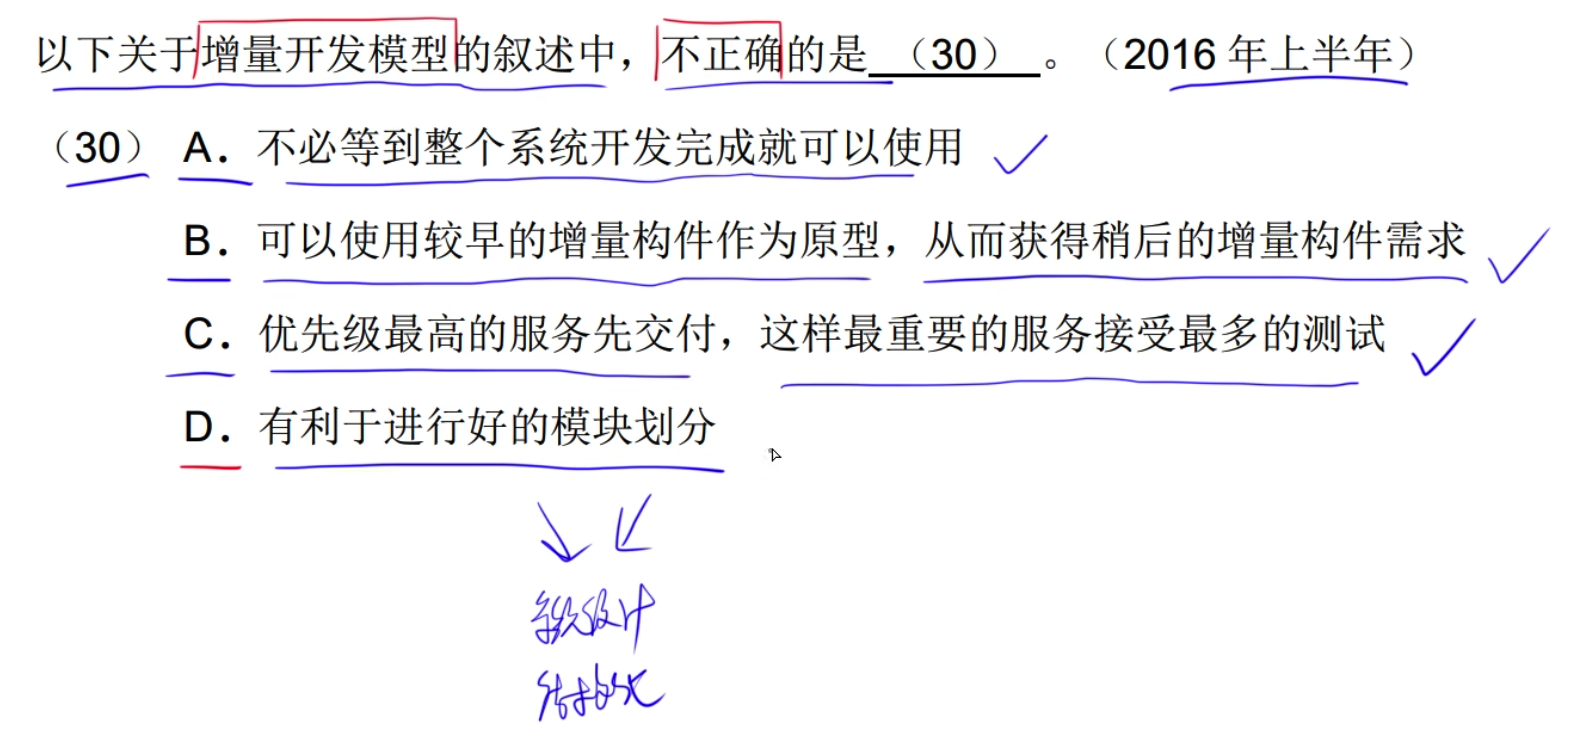 以下关于增量开发模型的叙述中，不正确的是 （30） 。（2016 年上半年）
（30） A．不必等到整个系统开发完成就可以使用
B．可以使用较早的增量构件作为原型，从而获得稍后的增量构件需求
C．优先级最高的服务先交付，这样最重要的服务接受最多的测试
D．有利于进行好的模块划分
系统设计
结构化